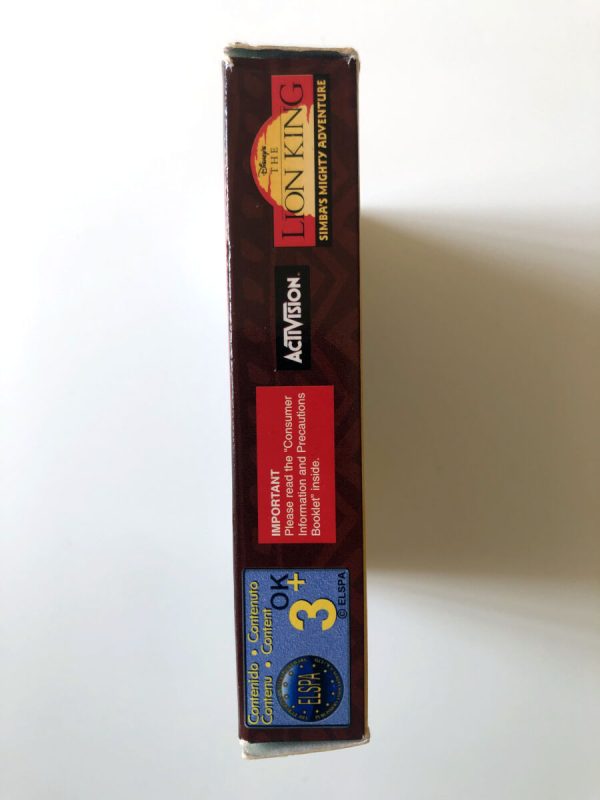 Disney's
THE
LION KING
SIMBA'S MIGHTY ADVENTURE
ACTIVISION
IMPORTANT
Please read the "Consumer
Information and Precautions
Booklet" inside.
Contenido • Contenuto
Contenu • Content
OK
3+
© ELSPA
ELSPA